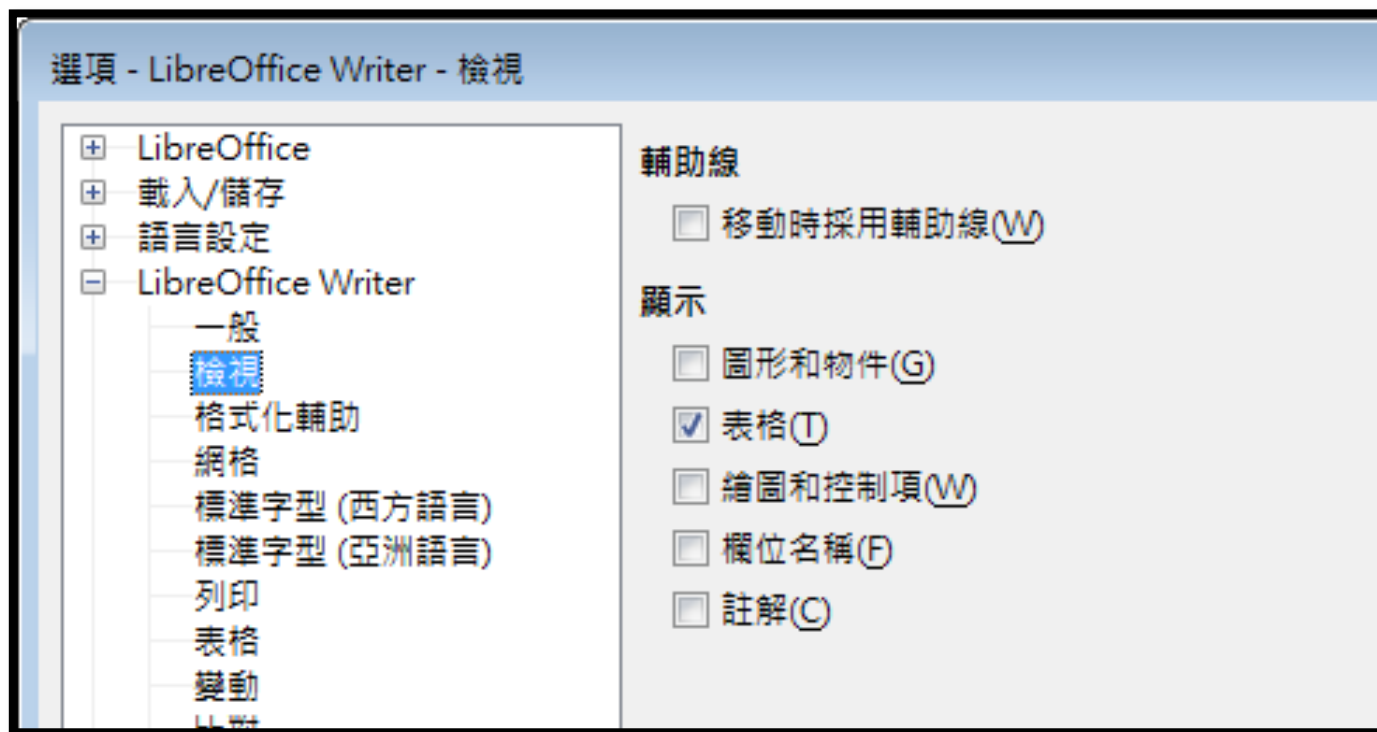 選項 - LibreOffice Writer - 檢視
LibreOffice
載入/儲存
語言設定
LibreOffice Writer
一般
檢視
格式化輔助
網格
標準字型 (西方語言)
標準字型 (亞洲語言)
列印
表格
變動
比對
輔助線
移動時採用輔助線(W)
顯示
圖形和物件(G)
表格(T)
繪圖和控制項(W)
欄位名稱(F)
註解(C)